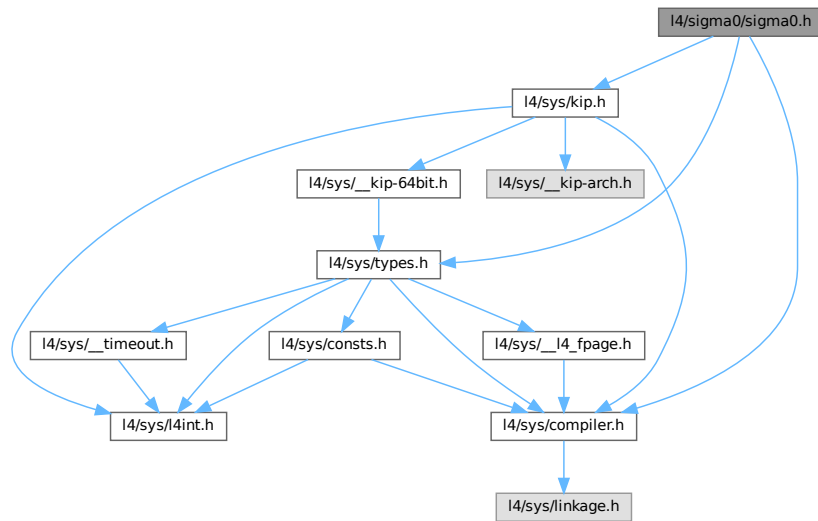 l4/sigma0/sigma0.h
l4/sys/kip.h
l4/sys/__kip-64bit.h
l4/sys/__kip-arch.h
l4/sys/types.h
l4/sys/__timeout.h
l4/sys/consts.h
l4/sys/__l4_fpage.h
l4/sys/l4int.h
l4/sys/compiler.h
l4/sys/linkage.h